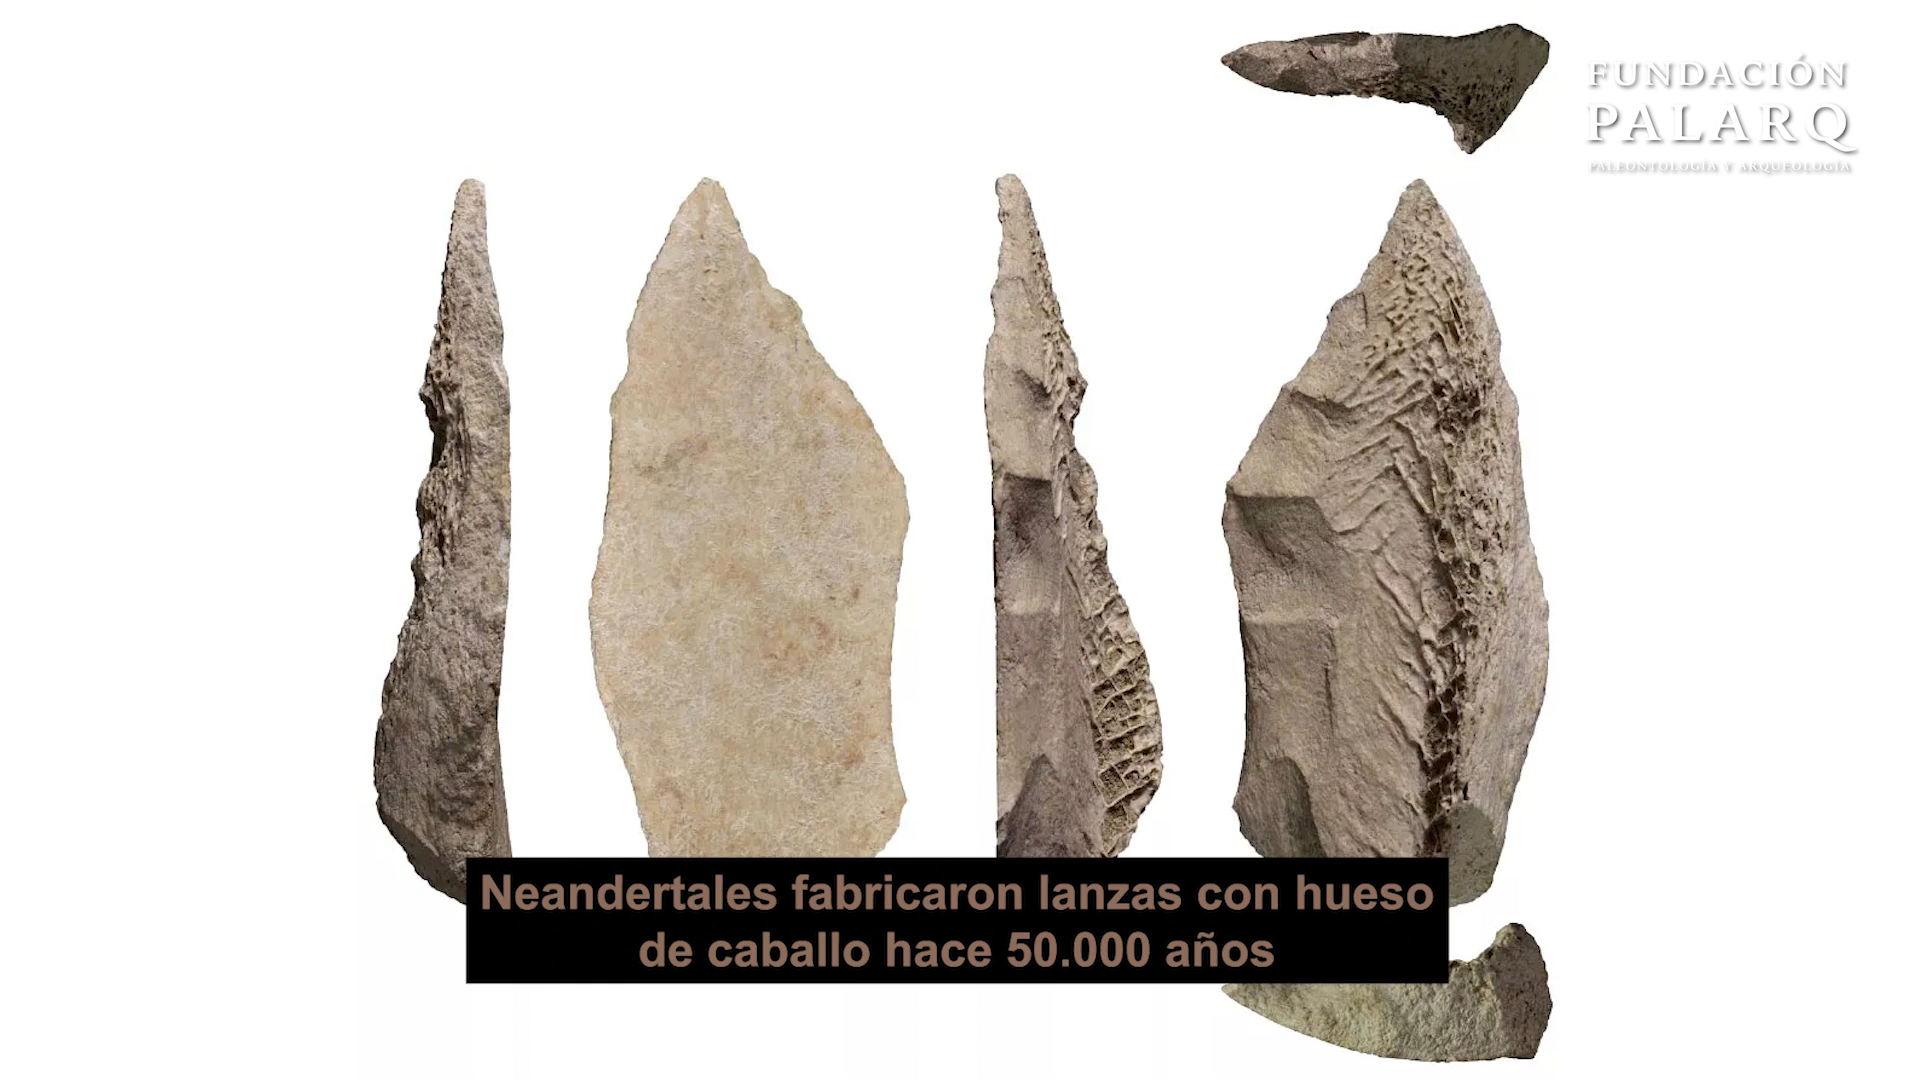 FUNDACIÓN
PALARQ
PALEONTOLOGÍA Y ARQUEOLOGÍA
Neandertales fabricaron lanzas con hueso
de caballo hace 50.000 años